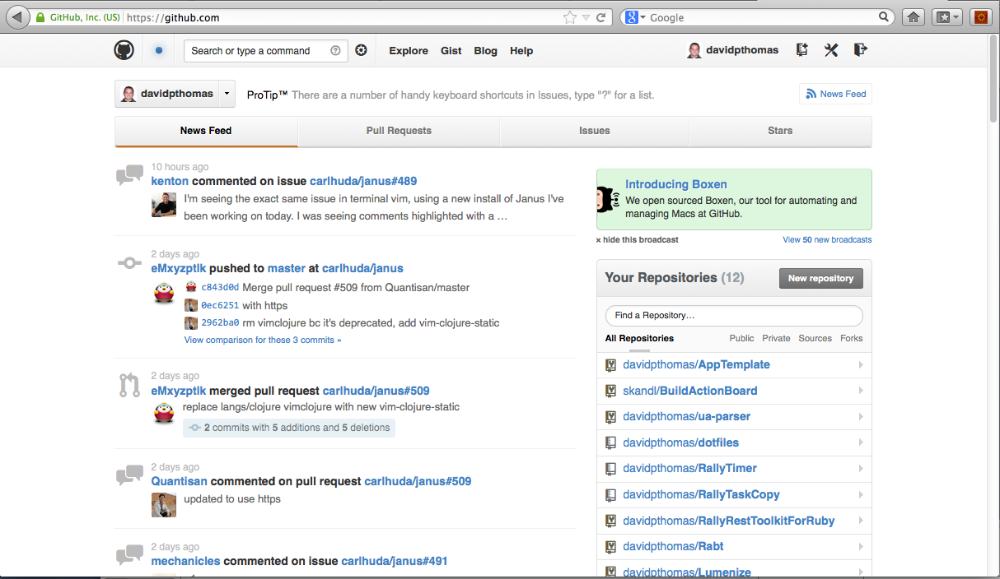 GitHub, Inc. (US) https://github.com
Google
Search or type a command
Explore Gist Blog Help
davidpthomas
davidpthomas
ProTip™ There are a number of handy keyboard shortcuts in Issues, type "?" for a list.
News Feed
News Feed Pull Requests Issues Stars
10 hours ago
kenton commented on issue carlhuda/janus#489
I'm seeing the exact same issue in terminal vim, using a new install of Janus I've
been working on today. I was seeing comments highlighted with a …
2 days ago
eMxyzptlk pushed to master at carlhuda/janus
c843d0d Merge pull request #509 from Quantisan/master
0ec6251 with https
2962ba0 rm vimclojure bc it's deprecated, add vim-clojure-static
View comparison for these 3 commits »
2 days ago
eMxyzptlk merged pull request carlhuda/janus#509
replace langs/clojure vimclojure with new vim-clojure-static
2 commits with 5 additions and 5 deletions
2 days ago
Quantisan commented on pull request carlhuda/janus#509
updated to use https
2 days ago
mechanicles commented on issue carlhuda/janus#491
Introducing Boxen
We open sourced Boxen, our tool for automating and
managing Macs at GitHub.
x hide this broadcast
View 50 new broadcasts
Your Repositories (12)
New repository
Find a Repository…
All Repositories Public Private Sources Forks
davidpthomas/AppTemplate
skandl/BuildActionBoard
davidpthomas/ua-parser
davidpthomas/dotfiles
davidpthomas/RallyTimer
davidpthomas/RallyTaskCopy
davidpthomas/RallyRestToolkitForRuby
davidpthomas/Rabt
davidpthomas/Lumenize